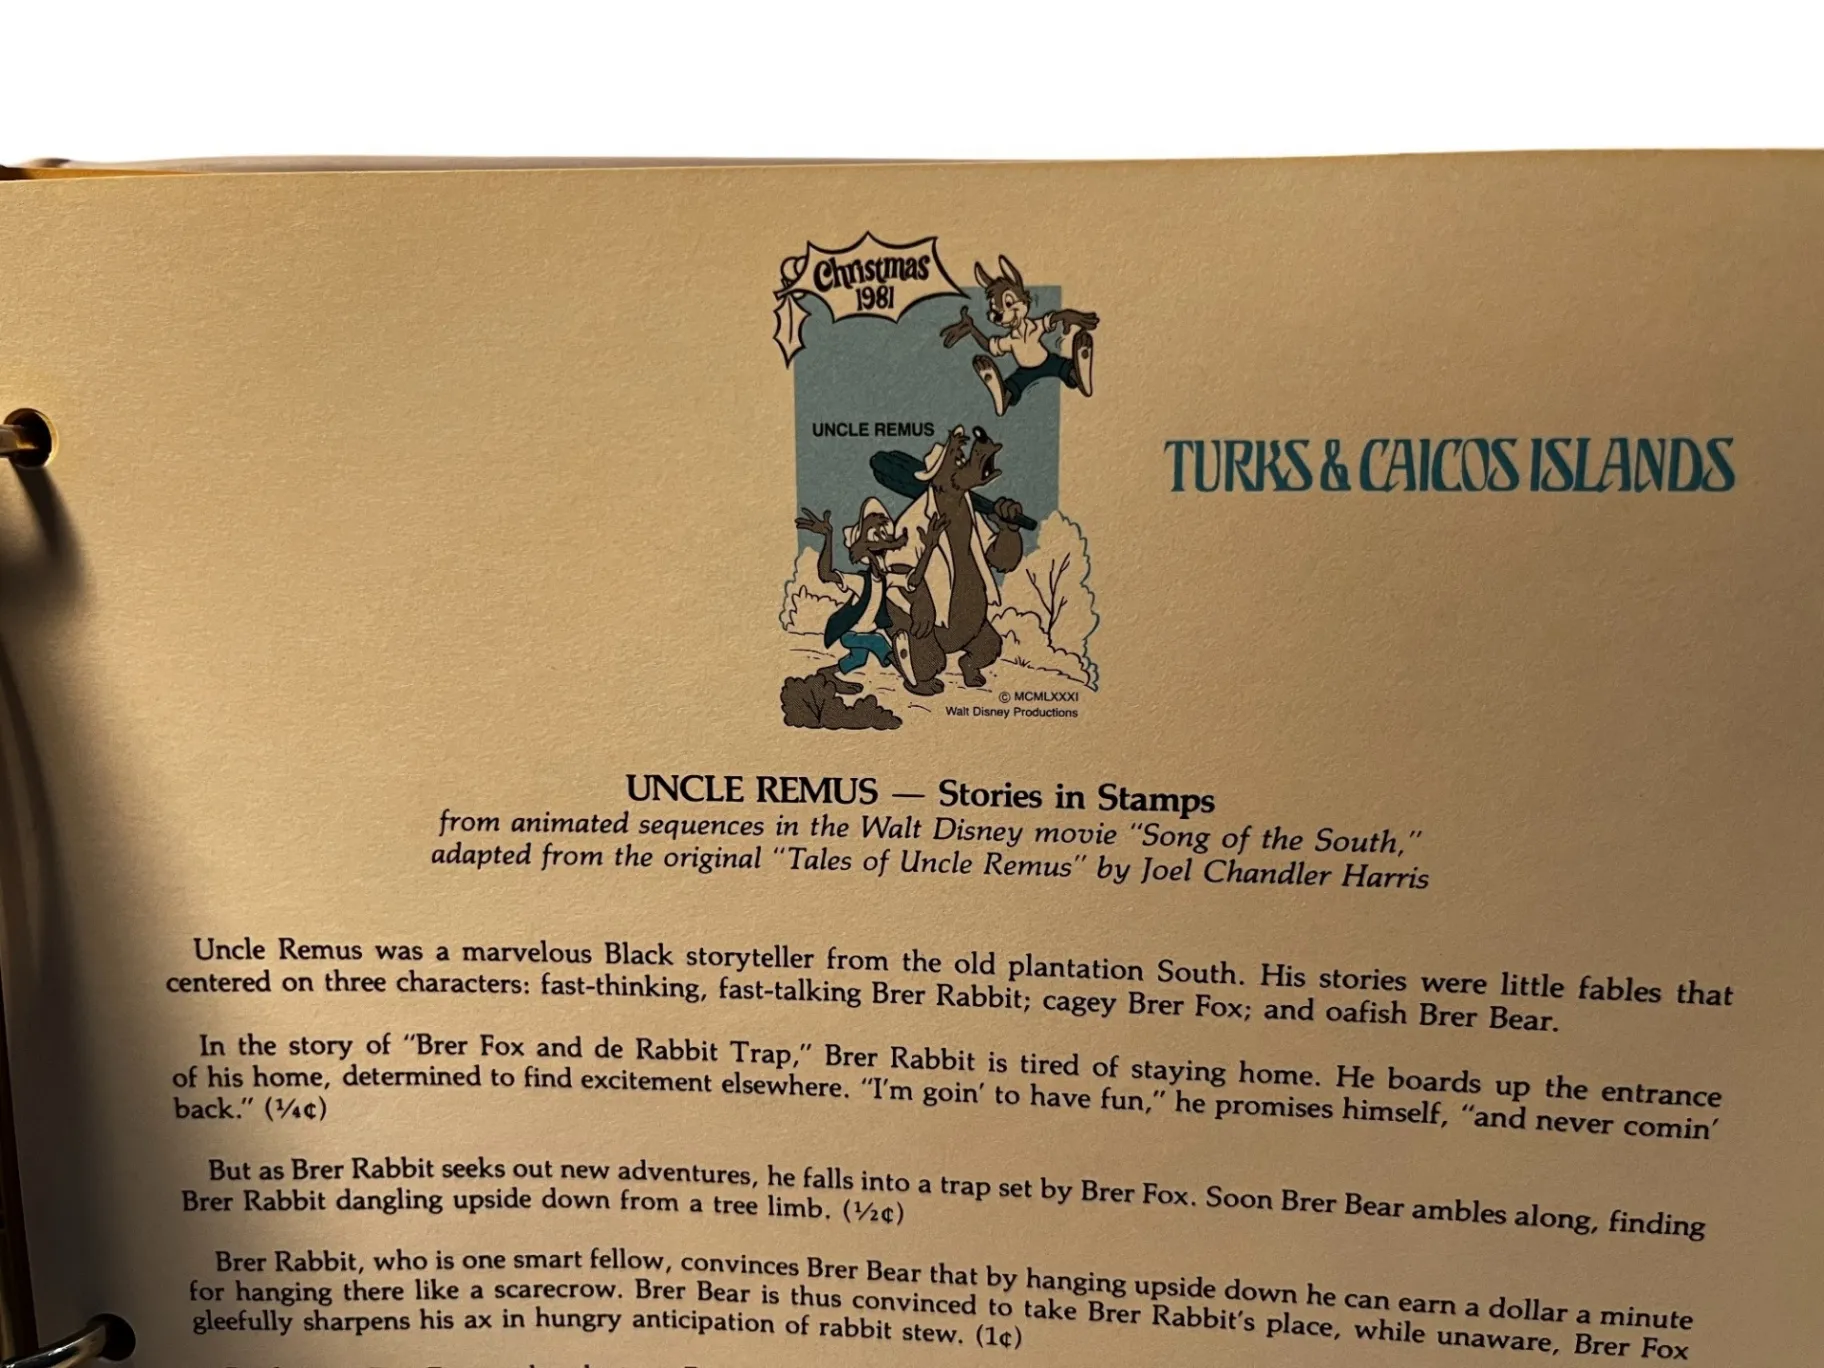 Christmas
1981
UNCLE REMUS
TURKS & CAICOS ISLANDS
© MCMLXXXI
Walt Disney Productions
UNCLE REMUS — Stories in Stamps
from animated sequences in the Walt Disney movie "Song of the South,"
adapted from the original "Tales of Uncle Remus" by Joel Chandler Harris
Uncle Remus was a marvelous Black storyteller from the old plantation South. His stories were little fables that
centered on three characters: fast-thinking, fast-talking Brer Rabbit; cagey Brer Fox; and oafish Brer Bear.
In the story of "Brer Fox and de Rabbit Trap," Brer Rabbit is tired of staying home. He boards up the entrance
of his home, determined to find excitement elsewhere. "I'm goin' to have fun," he promises himself, "and never comin'
back." (¼¢)
But as Brer Rabbit seeks out new adventures, he falls into a trap set by Brer Fox. Soon Brer Bear ambles along, finding
Brer Rabbit dangling upside down from a tree limb. (½¢)
Brer Rabbit, who is one smart fellow, convinces Brer Bear that by hanging upside down he can earn a dollar a minute
for hanging there like a scarecrow. Brer Bear is thus convinced to take Brer Rabbit's place, while unaware, Brer Fox
gleefully sharpens his ax in hungry anticipation of rabbit stew. (1¢)